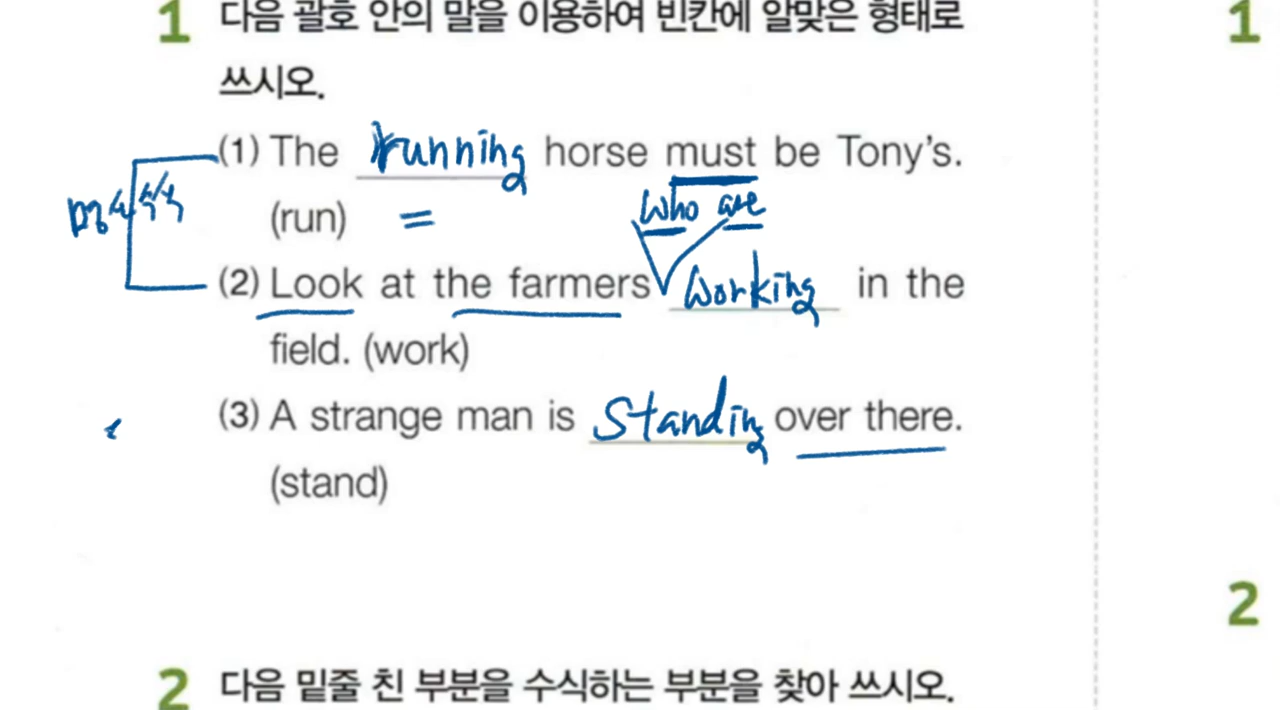 1 다음 괄호 안의 말을 이용하여 빈칸에 알맞은 형태로
쓰시오.
(1) The running horse must be Tony's.
(run) =
who are
명사수식
(2) Look at the farmers working in the
field. (work)
(3) A strange man is standing over there.
(stand)
2 다음 밑줄 친 부분을 수식하는 부분을 찾아 쓰시오.
1
2